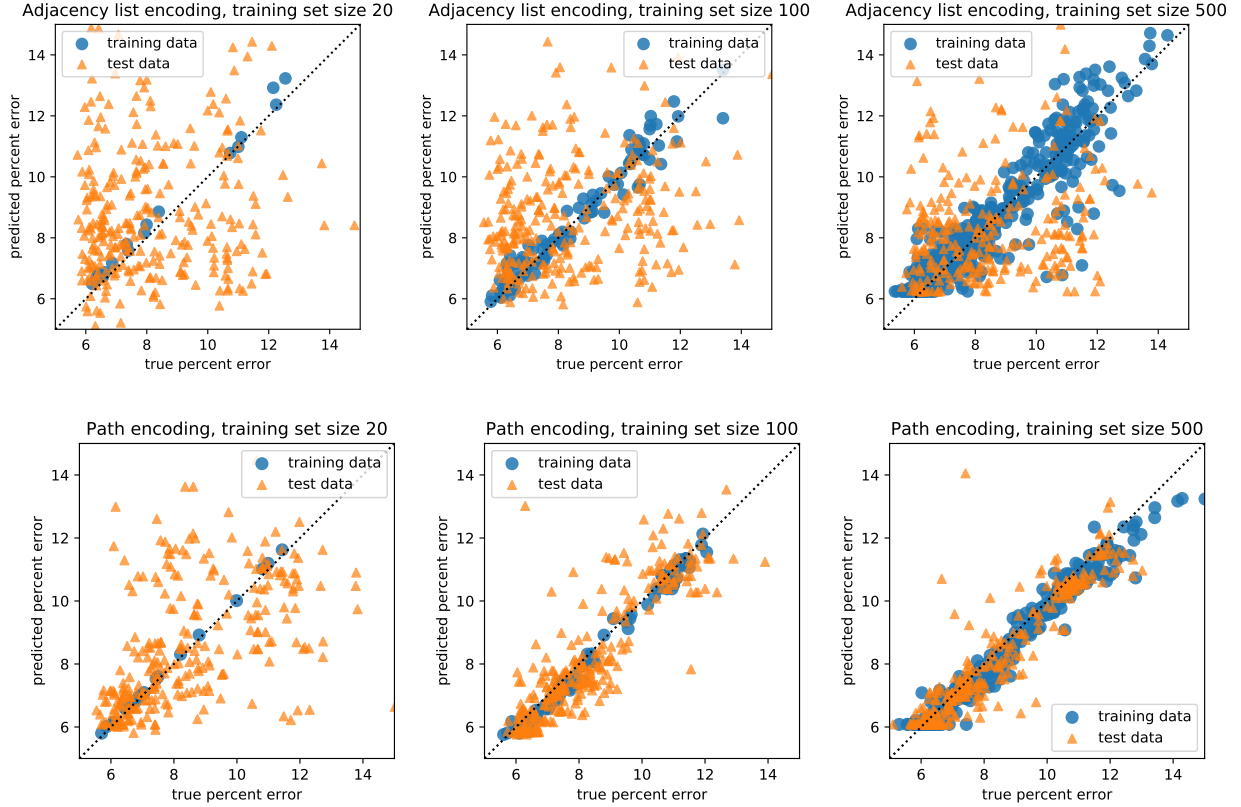 Adjacency list encoding, training set size 20
training data
test data
14
12
10
8
6
predicted percent error
6 8 10 12 14
true percent error
Adjacency list encoding, training set size 100
training data
test data
14
12
10
8
6
predicted percent error
6 8 10 12 14
true percent error
Adjacency list encoding, training set size 500
training data
test data
14
12
10
8
6
predicted percent error
6 8 10 12 14
true percent error
Path encoding, training set size 20
training data
test data
14
12
10
8
6
predicted percent error
6 8 10 12 14
true percent error
Path encoding, training set size 100
training data
test data
14
12
10
8
6
predicted percent error
6 8 10 12 14
true percent error
Path encoding, training set size 500
training data
test data
14
12
10
8
6
predicted percent error
6 8 10 12 14
true percent error